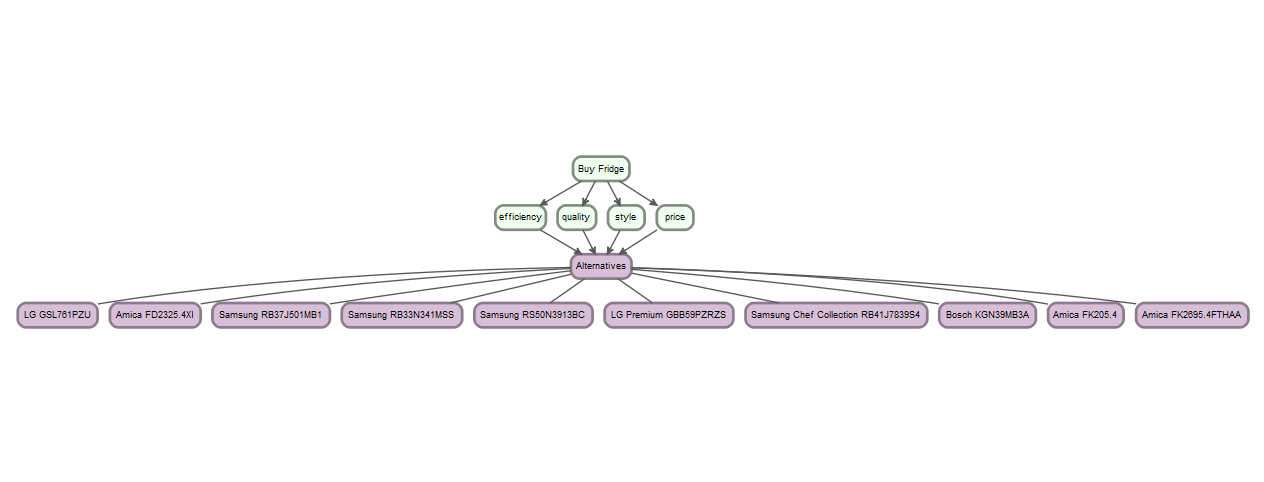 Buy Fridge
efficiency
quality
style
price
Alternatives
LG GSL761PZU
Amica FD2325.4XI
Samsung RB37J501MB1
Samsung RB33N341MSS
Samsung RS50N3913BC
LG Premium GBB59PZRZS
Samsung Chef Collection RB41J7839S4
Bosch KGN39MB3A
Amica FK205.4
Amica FK2695.4FTHAA